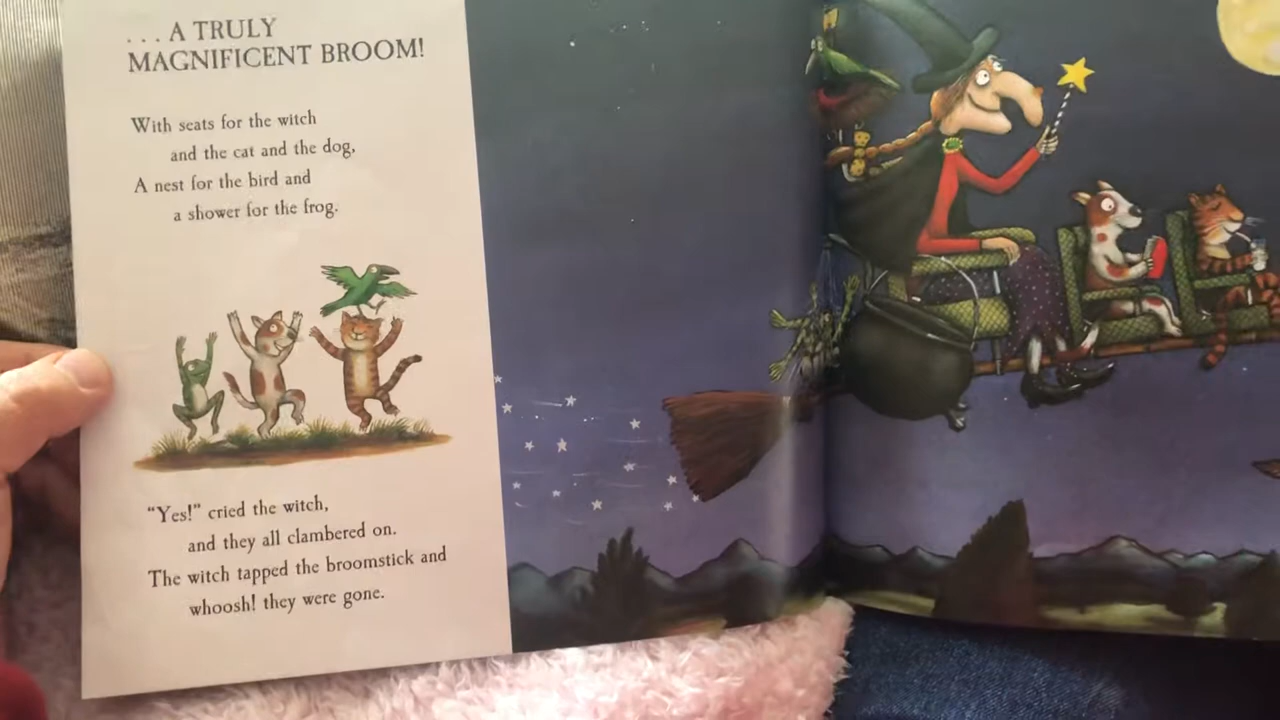 . . . A TRULY
MAGNIFICENT BROOM!
With seats for the witch
and the cat and the dog,
A nest for the bird and
a shower for the frog.
“Yes!” cried the witch,
and they all clambered on.
The witch tapped the broomstick and
whoosh! they were gone.